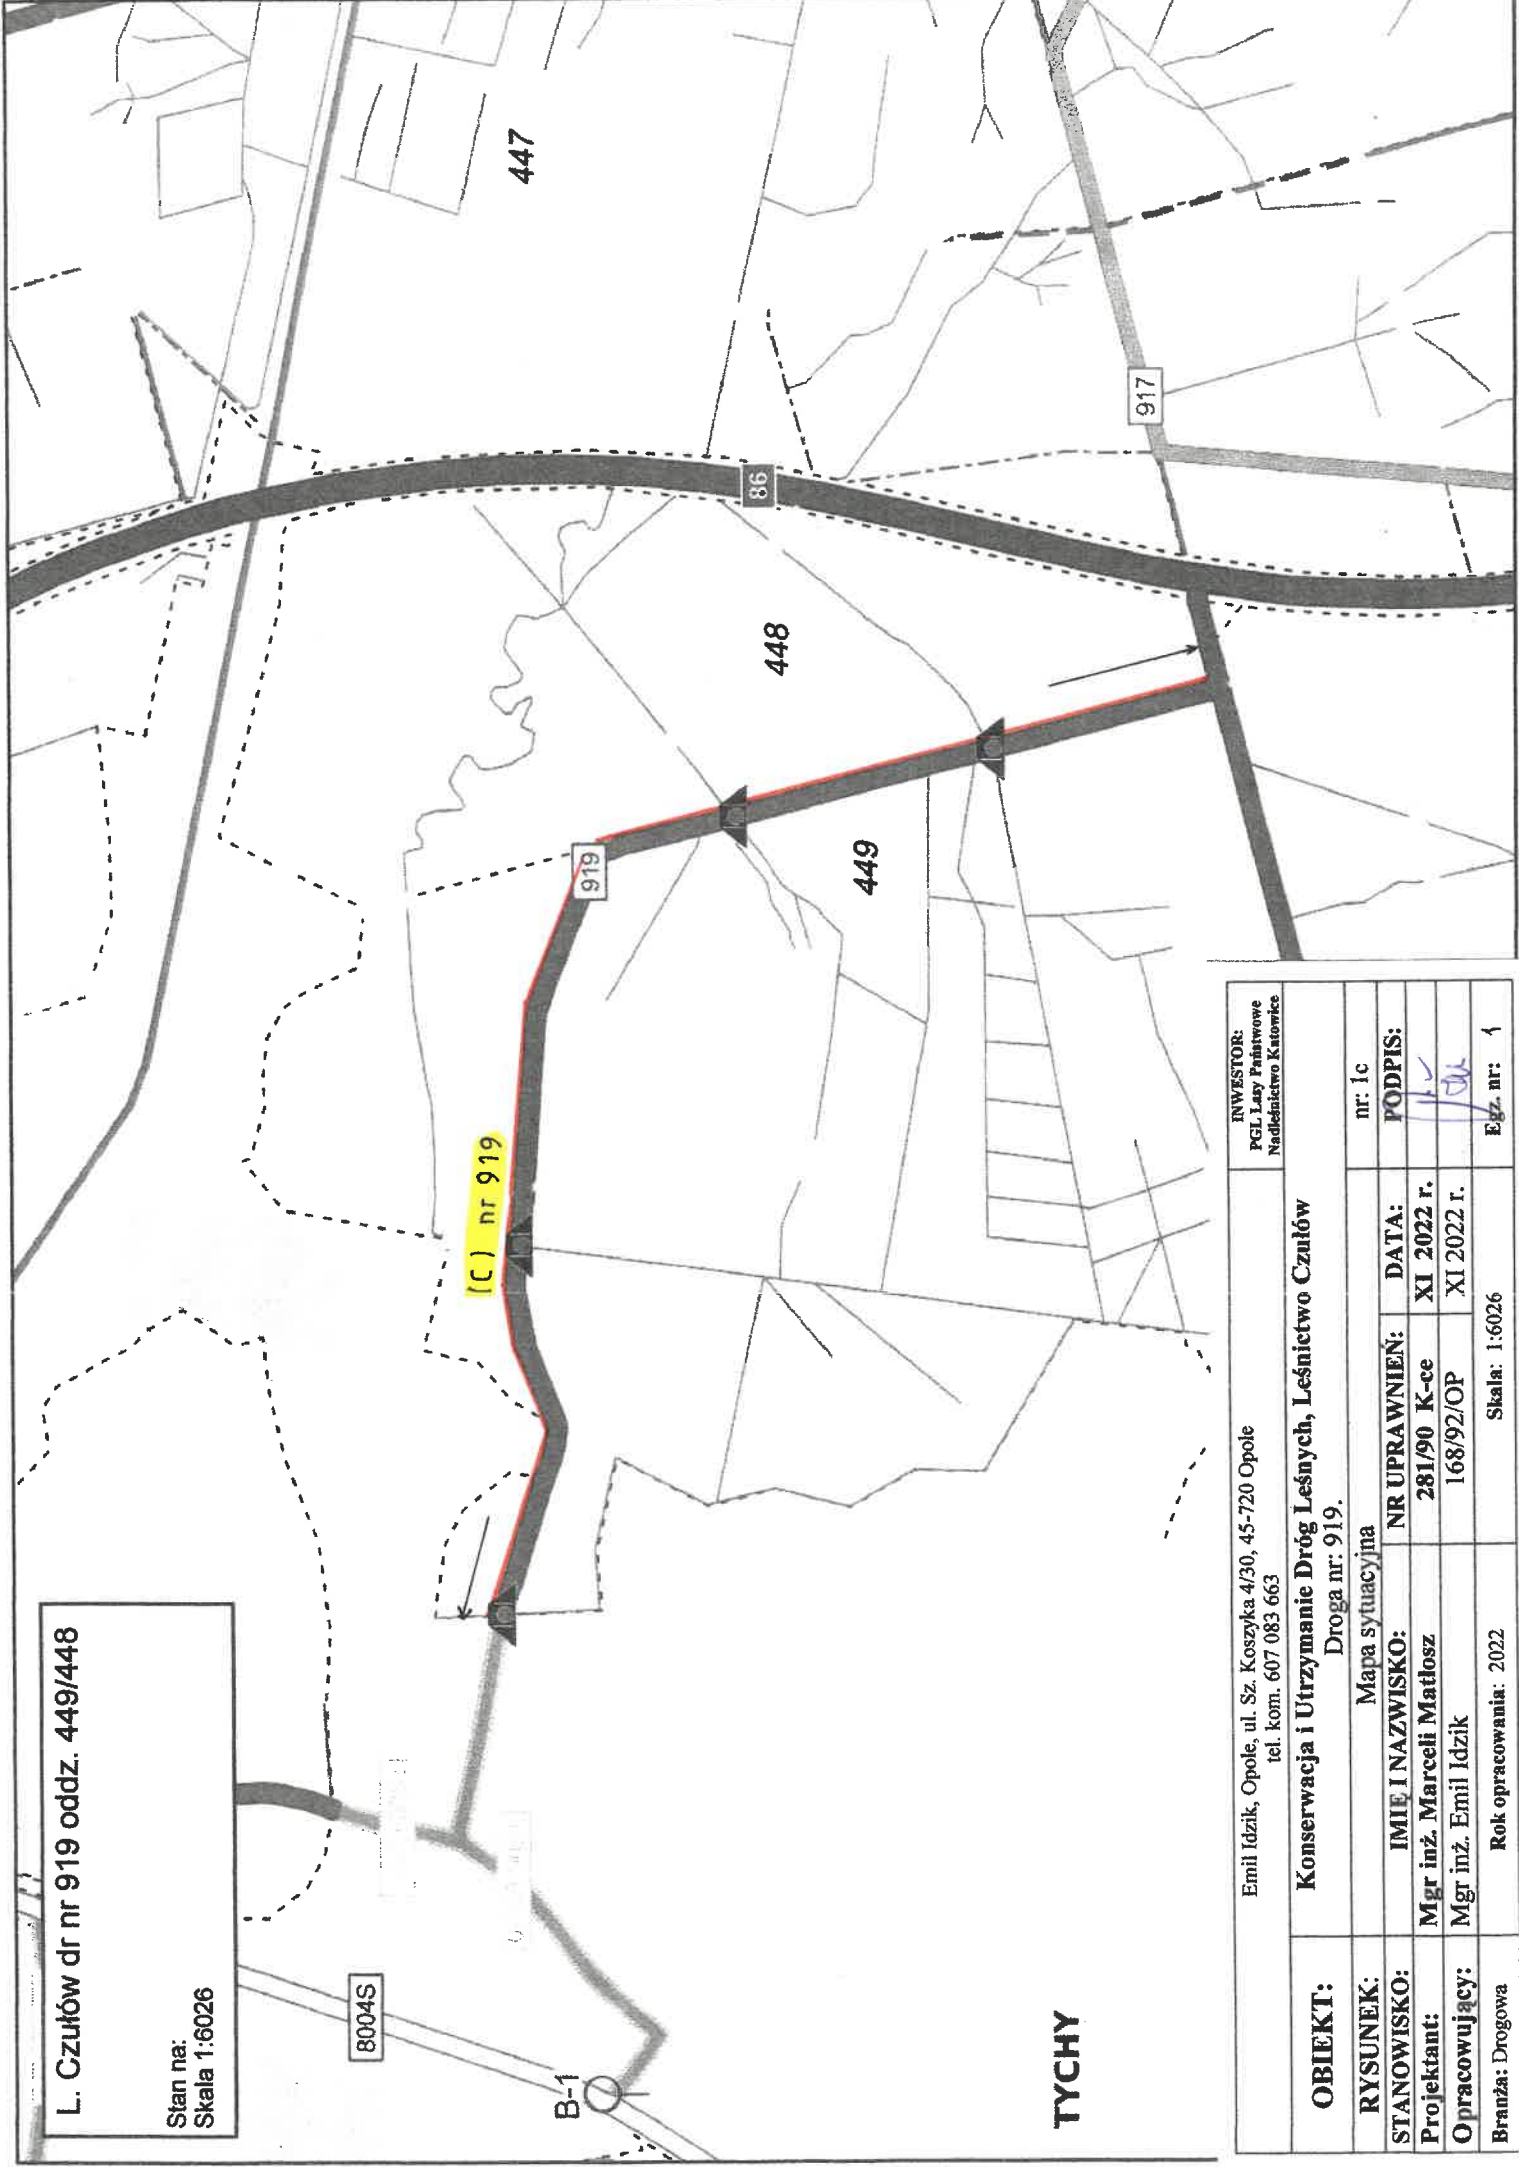 L. Czułów dr nr 919 oddz. 449/448
Stan na:
Skala 1:6026
8004S
B-1
TYCHY
(C) nr 919
919
449
448
86
447
917
Emil Idzik, Opole, ul. Sz. Koszyka 4/30, 45-720 Opole
tel. kom. 607 083 663
INWESTOR:
PGL Lasy Państwowe
Nadleśnictwo Katowice
OBIEKT: Konserwacja i Utrzymanie Dróg Leśnych, Leśnictwo Czułów
Droga nr: 919.
RYSUNEK: Mapa sytuacyjna nr: 1c
STANOWISKO: IMIĘ I NAZWISKO: NR UPRAWNIEŃ: DATA: PODPIS:
Projektant: Mgr inż. Marceli Matłosz 281/90 K-ce XI 2022 r.
Opracowujący: Mgr inż. Emil Idzik 168/92/OP XI 2022 r.
Branża: Drogowa Rok opracowania: 2022 Skala: 1:6026 Egz. nr: 1